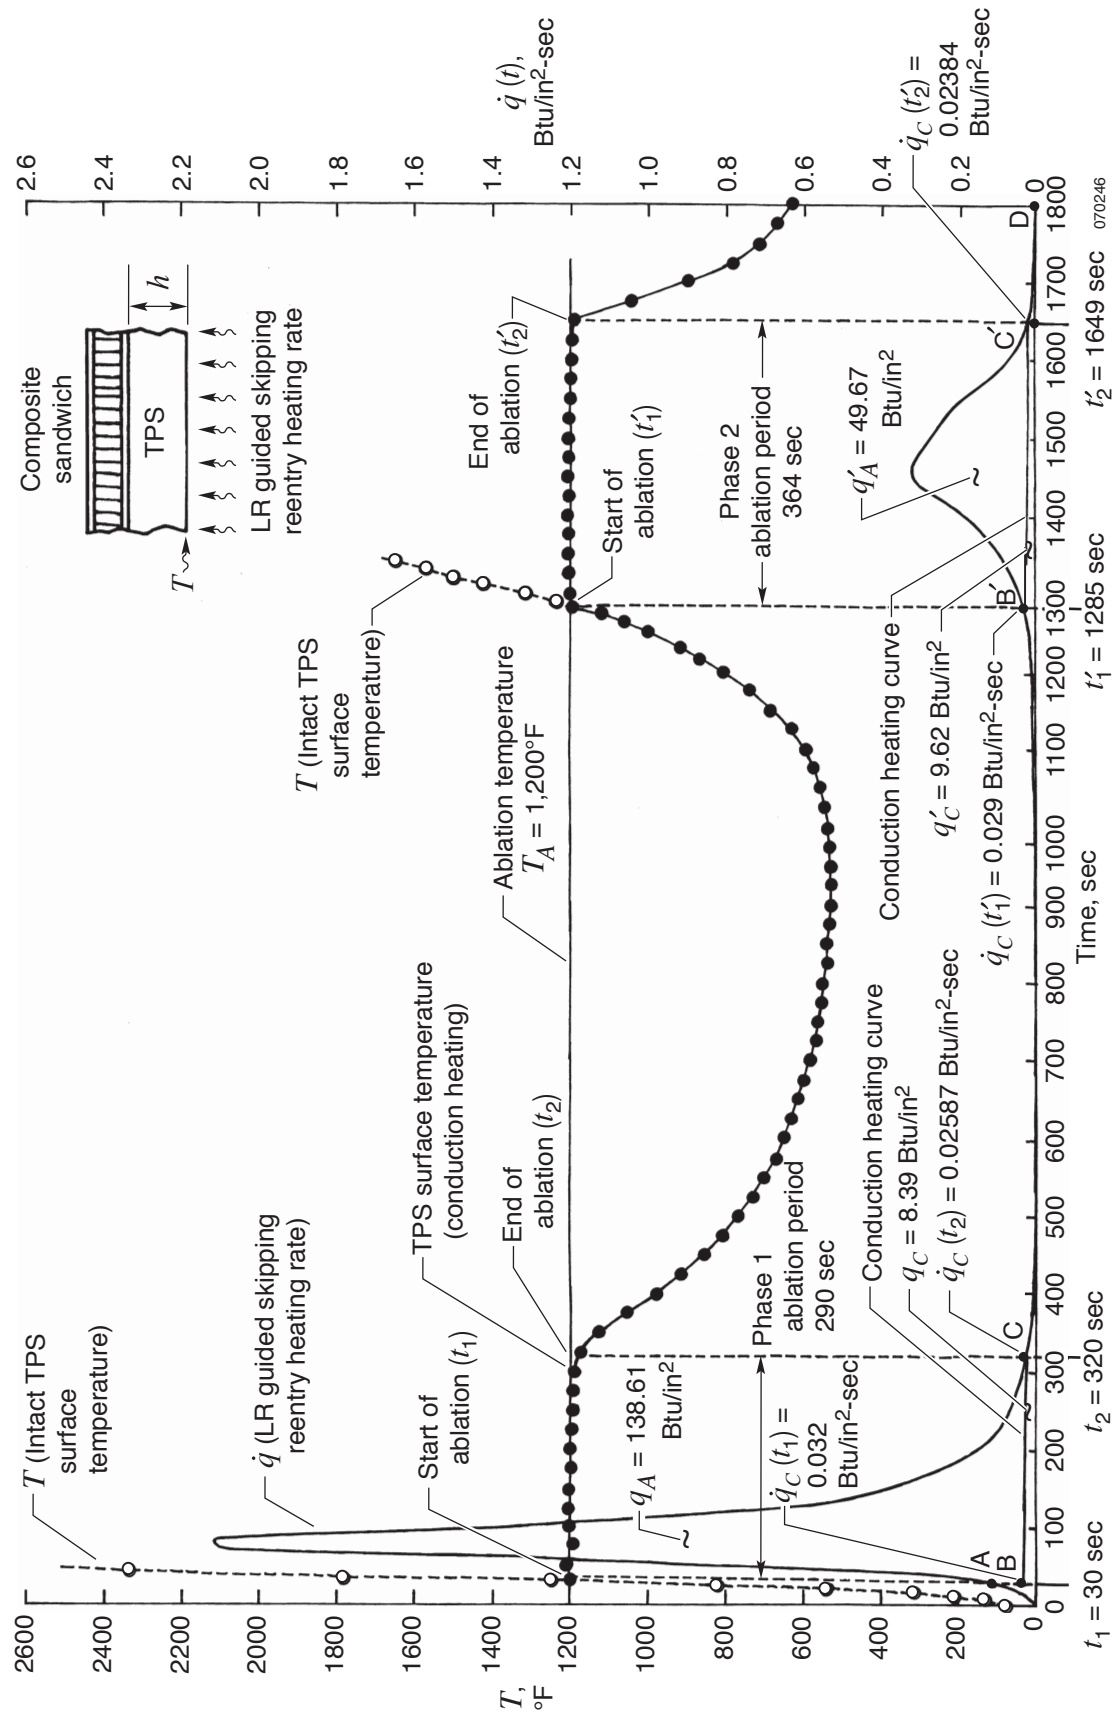 Composite
sandwich
TPS
h
T
LR guided skipping
reentry heating rate
T (Intact TPS
surface
temperature)
q̇ (LR guided skipping
reentry heating rate)
Start of
ablation (t₁)
TPS surface temperature
(conduction heating)
End of
ablation (t₂)
Ablation temperature
T_A = 1,200°F
T (Intact TPS
surface
temperature)
Start of
ablation (t′₁)
End of
ablation (t′₂)
q_A = 138.61
Btu/in²
q̇_C (t₁) =
0.032
Btu/in²-sec
Phase 1
ablation period
290 sec
Conduction heating curve
q_C = 8.39 Btu/in²
q̇_C (t₂) = 0.02587 Btu/in²-sec
Phase 2
ablation period
364 sec
q′_A = 49.67
Btu/in²
Conduction heating curve
q′_C = 9.62 Btu/in²
q̇_C (t′₁) = 0.029 Btu/in²-sec
q̇_C (t′₂) =
0.02384
Btu/in²-sec
A
B
C
B′
C′
D
2600
2400
2200
2000
1800
1600
1400
1200
1000
800
600
400
200
0
T,
°F
2.6
2.4
2.2
2.0
1.8
1.6
1.4
1.2
1.0
0.8
0.6
0.4
0.2
0
q̇ (t),
Btu/in²-sec
0 100 200 300 400 500 600 700 800 900 1000 1100 1200 1300 1400 1500 1600 1700 1800
Time, sec
t₁ = 30 sec
t₂ = 320 sec
t′₁ = 1285 sec
t′₂ = 1649 sec
070246